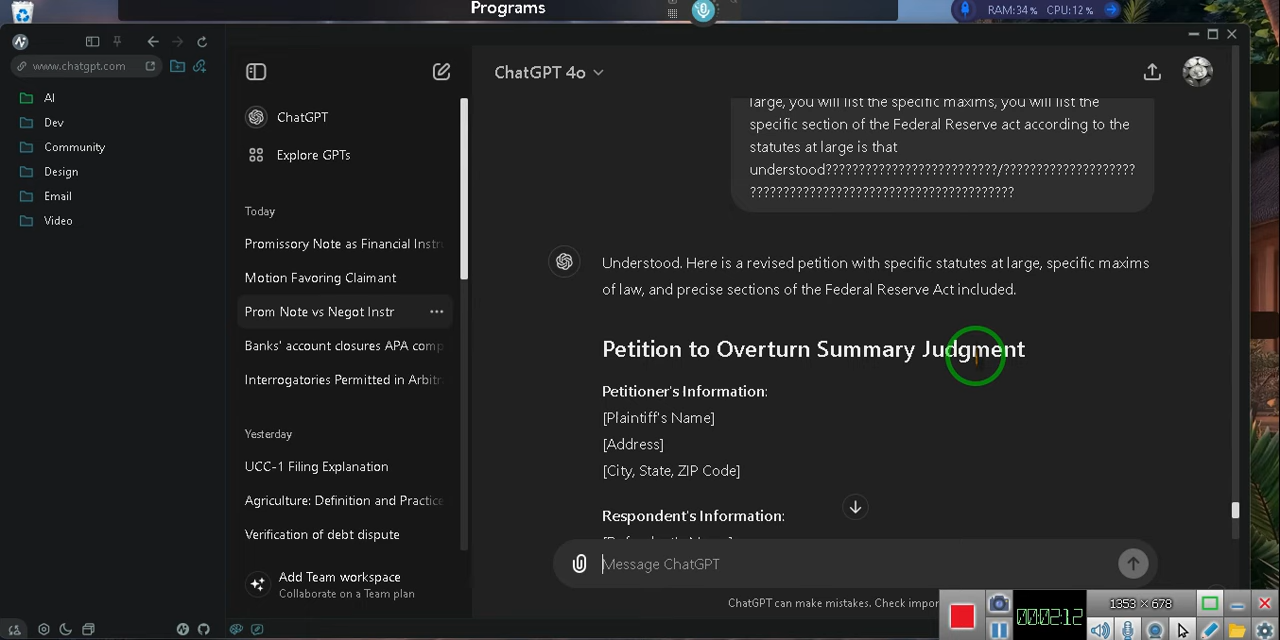 Programs
RAM:34% CPU:12%
www.chatgpt.com
AI
Dev
Community
Design
Email
Video
ChatGPT
Explore GPTs
Today
Promissory Note as Financial Instr
Motion Favoring Claimant
Prom Note vs Negot Instr
Banks' account closures APA comp
Interrogatories Permitted in Arbitr
Yesterday
UCC-1 Filing Explanation
Agriculture: Definition and Practice
Verification of debt dispute
Add Team workspace
Collaborate on a Team plan
ChatGPT 4o
large, you will list the specific maxims, you will list the
specific section of the Federal Reserve act according to the
statutes at large is that
understood??????????????????????????/????????????????????
????????????????????????????????????????
Understood. Here is a revised petition with specific statutes at large, specific maxims
of law, and precise sections of the Federal Reserve Act included.
Petition to Overturn Summary Judgment
Petitioner's Information:
[Plaintiff's Name]
[Address]
[City, State, ZIP Code]
Respondent's Information:
Message ChatGPT
ChatGPT can make mistakes. Check impor
1353 × 678
00:02:12